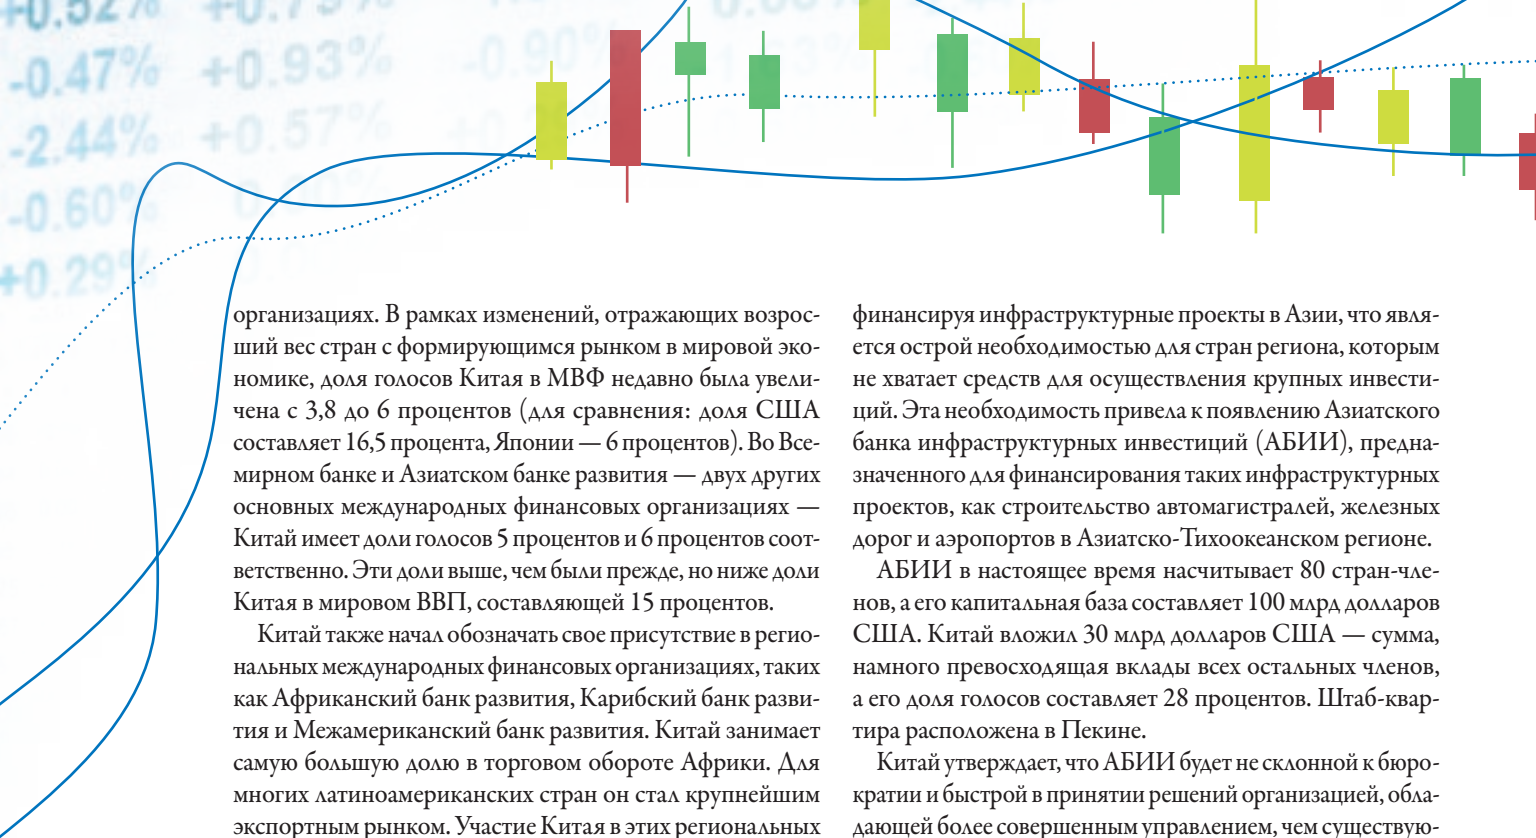 +0.52%
+0.79%
-0.47%
+0.93%
-0.90%
-2.44%
+0.57%
-0.60%
+0.29%
организациях. В рамках изменений, отражающих возрос-
ший вес стран с формирующимся рынком в мировой эко-
номике, доля голосов Китая в МВФ недавно была увели-
чена с 3,8 до 6 процентов (для сравнения: доля США
составляет 16,5 процента, Японии — 6 процентов). Во Все-
мирном банке и Азиатском банке развития — двух других
основных международных финансовых организациях —
Китай имеет доли голосов 5 процентов и 6 процентов соот-
ветственно. Эти доли выше, чем были прежде, но ниже доли
Китая в мировом ВВП, составляющей 15 процентов.
Китай также начал обозначать свое присутствие в регио-
нальных международных финансовых организациях, таких
как Африканский банк развития, Карибский банк разви-
тия и Межамериканский банк развития. Китай занимает
самую большую долю в торговом обороте Африки. Для
многих латиноамериканских стран он стал крупнейшим
экспортным рынком. Участие Китая в этих региональных
финансируя инфраструктурные проекты в Азии, что явля-
ется острой необходимостью для стран региона, которым
не хватает средств для осуществления крупных инвести-
ций. Эта необходимость привела к появлению Азиатского
банка инфраструктурных инвестиций (АБИИ), предна-
значенного для финансирования таких инфраструктурных
проектов, как строительство автомагистралей, железных
дорог и аэропортов в Азиатско-Тихоокеанском регионе.
АБИИ в настоящее время насчитывает 80 стран-чле-
нов, а его капитальная база составляет 100 млрд долларов
США. Китай вложил 30 млрд долларов США — сумма,
намного превосходящая вклады всех остальных членов,
а его доля голосов составляет 28 процентов. Штаб-квар-
тира расположена в Пекине.
Китай утверждает, что АБИИ будет не склонной к бюро-
кратии и быстрой в принятии решений организацией, обла-
дающей более совершенным управлением, чем существую-